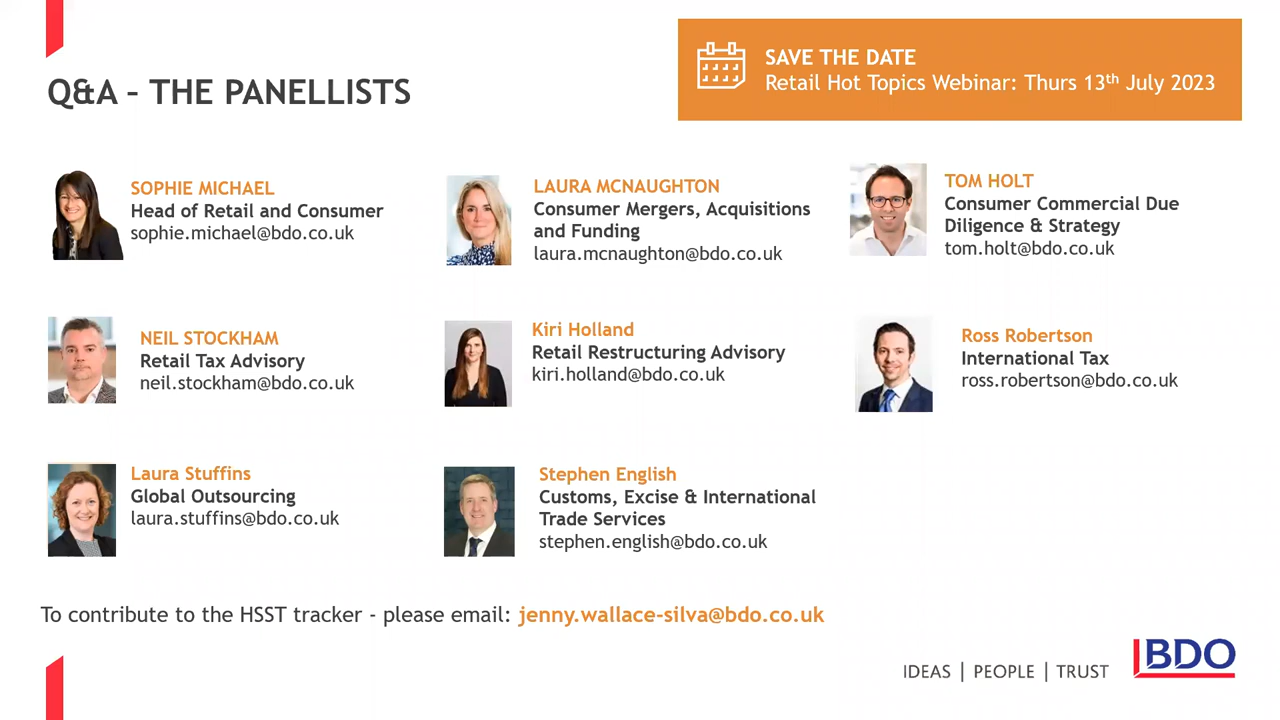 Q&A – THE PANELLISTS
SAVE THE DATE
Retail Hot Topics Webinar: Thurs 13th July 2023
SOPHIE MICHAEL
Head of Retail and Consumer
sophie.michael@bdo.co.uk
LAURA MCNAUGHTON
Consumer Mergers, Acquisitions
and Funding
laura.mcnaughton@bdo.co.uk
TOM HOLT
Consumer Commercial Due
Diligence & Strategy
tom.holt@bdo.co.uk
NEIL STOCKHAM
Retail Tax Advisory
neil.stockham@bdo.co.uk
Kiri Holland
Retail Restructuring Advisory
kiri.holland@bdo.co.uk
Ross Robertson
International Tax
ross.robertson@bdo.co.uk
Laura Stuffins
Global Outsourcing
laura.stuffins@bdo.co.uk
Stephen English
Customs, Excise & International
Trade Services
stephen.english@bdo.co.uk
To contribute to the HSST tracker - please email: jenny.wallace-silva@bdo.co.uk
IDEAS | PEOPLE | TRUST
BDO